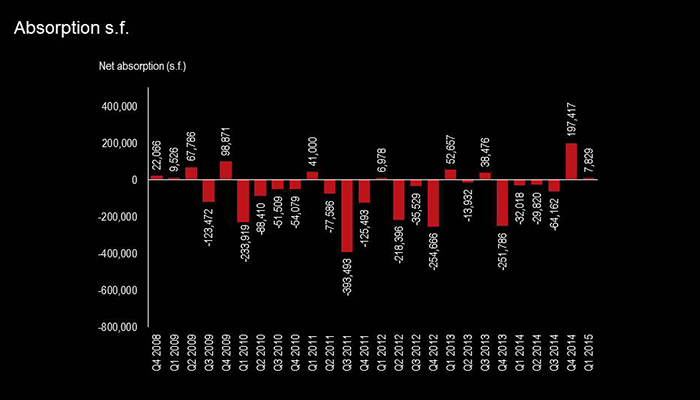 Absorption s.f.
Net absorption (s.f.)
400,000
200,000
0
-200,000
-400,000
-600,000
-800,000
22,066
9,526
67,786
-123,472
98,871
-233,919
-88,410
-51,509
-54,079
41,000
-77,586
-393,493
-125,493
6,978
-218,396
-35,529
-254,666
52,657
-13,932
38,476
-251,786
-32,018
-29,820
-64,162
197,417
7,829
Q4 2008
Q1 2009
Q2 2009
Q3 2009
Q4 2009
Q1 2010
Q2 2010
Q3 2010
Q4 2010
Q1 2011
Q2 2011
Q3 2011
Q4 2011
Q1 2012
Q2 2012
Q3 2012
Q4 2012
Q1 2013
Q2 2013
Q3 2013
Q4 2013
Q1 2014
Q2 2014
Q3 2014
Q4 2014
Q1 2015